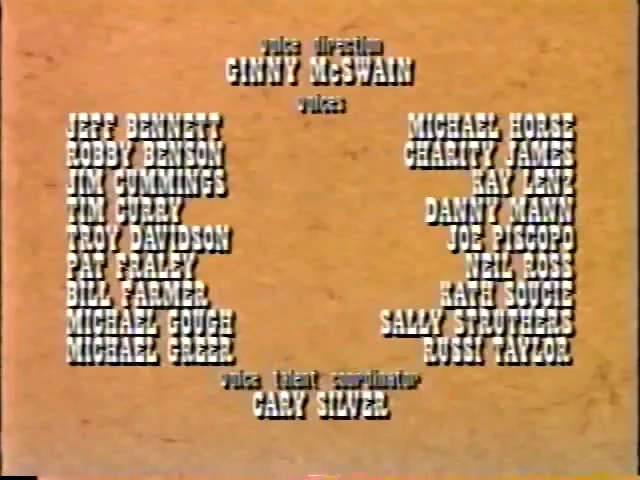 voice direction
GINNY McSWAIN
voices
JEFF BENNETT
ROBBY BENSON
JIM CUMMINGS
TIM CURRY
TROY DAVIDSON
PAT FRALEY
BILL FARMER
MICHAEL GOUGH
MICHAEL GREER
MICHAEL HORSE
CHARITY JAMES
KAY LENZ
DANNY MANN
JOE PISCOPO
NEIL ROSS
KATH SOUCIE
SALLY STRUTHERS
RUSSI TAYLOR
voice talent coordinator
CARY SILVER